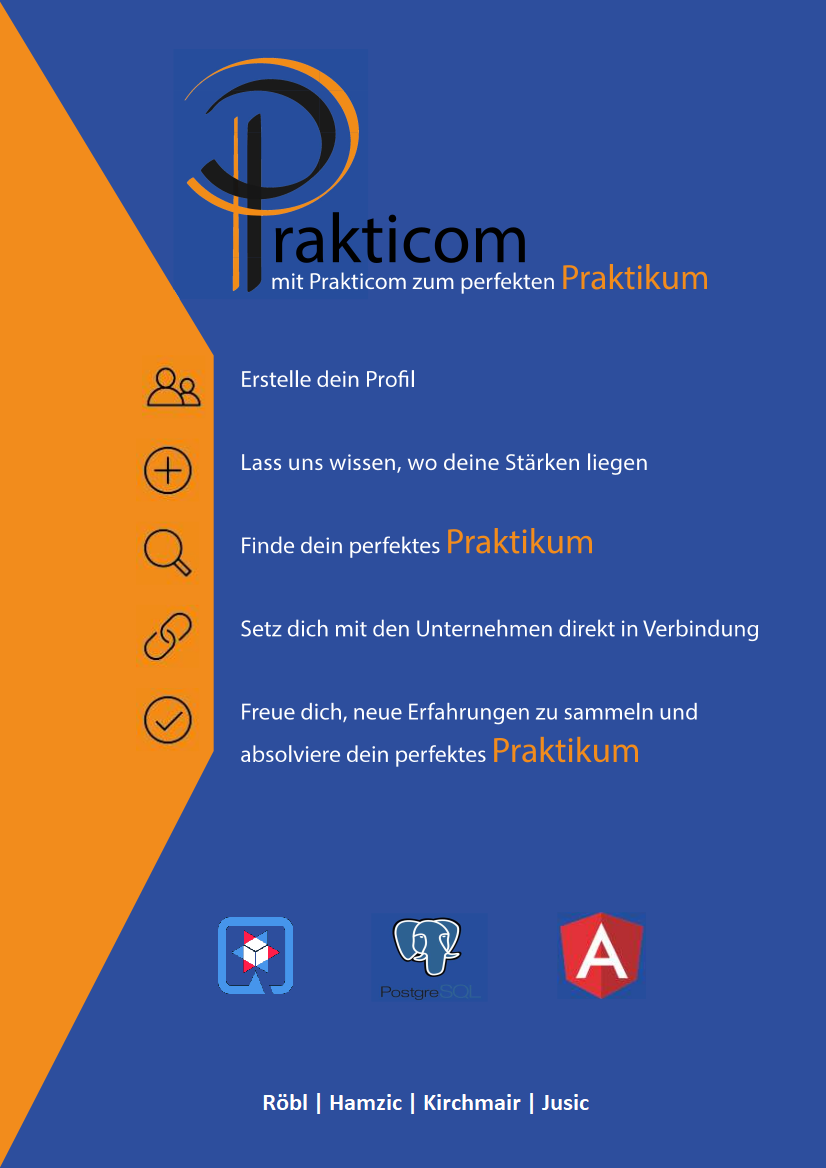 Prakticom
mit Prakticom zum perfekten Praktikum
Erstelle dein Profil
Lass uns wissen, wo deine Stärken liegen
Finde dein perfektes Praktikum
Setz dich mit den Unternehmen direkt in Verbindung
Freue dich, neue Erfahrungen zu sammeln und
absolviere dein perfektes Praktikum
PostgreSQL
A
Röbl | Hamzic | Kirchmair | Jusic